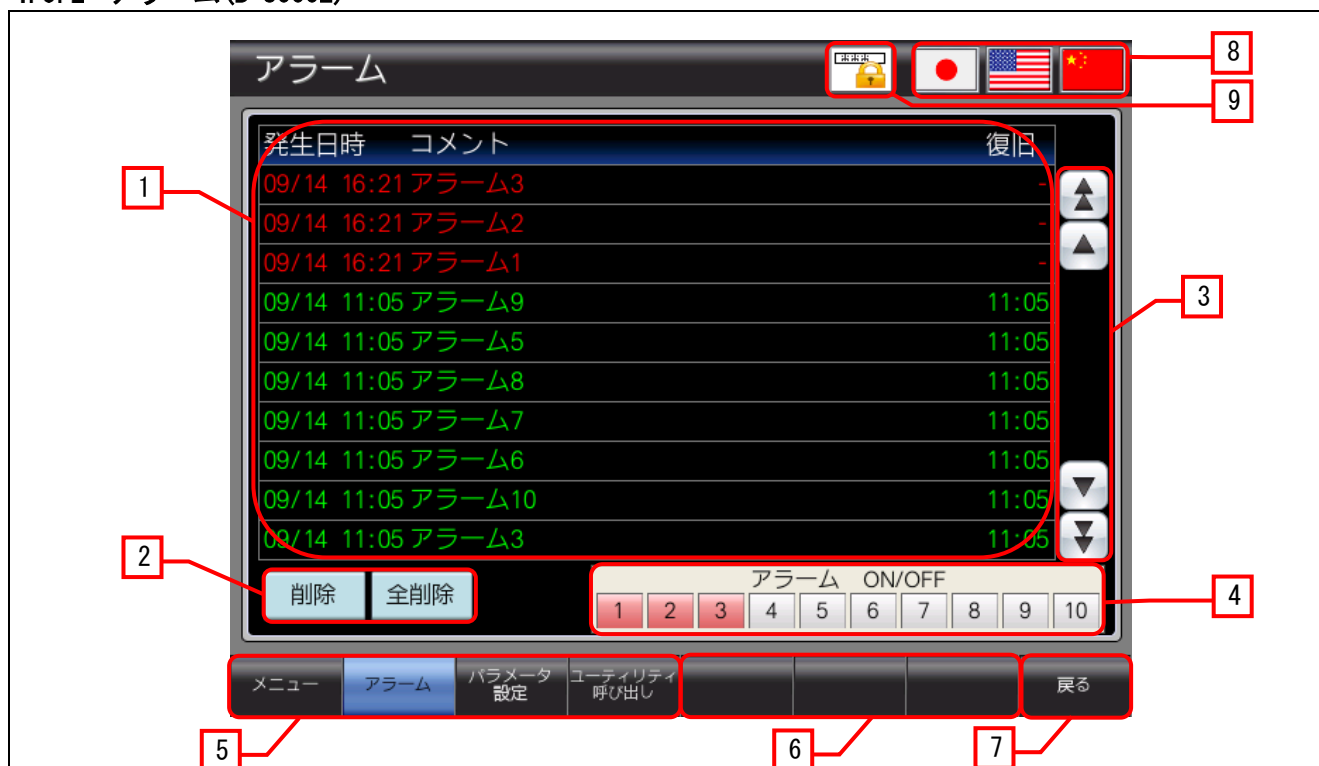 アラーム
***
8
9
発生日時 コメント 復旧
1
09/14 16:21 アラーム3 -
09/14 16:21 アラーム2 -
09/14 16:21 アラーム1 -
09/14 11:05 アラーム9 11:05
3
09/14 11:05 アラーム5 11:05
09/14 11:05 アラーム8 11:05
09/14 11:05 アラーム7 11:05
09/14 11:05 アラーム6 11:05
09/14 11:05 アラーム10 11:05
09/14 11:05 アラーム3 11:05
2
削除 全削除
アラーム ON/OFF
1 2 3 4 5 6 7 8 9 10
4
メニュー アラーム パラメータ設定 ユーティリティ呼び出し 戻る
5 6 7